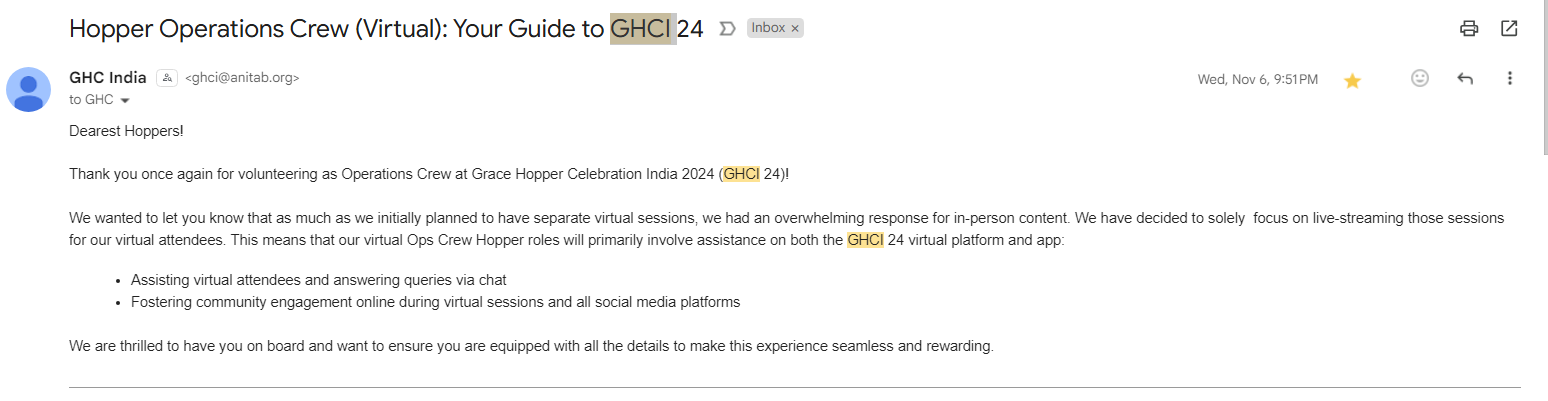 Hopper Operations Crew (Virtual): Your Guide to GHCI 24 Inbox ×
GHC India <ghci@anitab.org> Wed, Nov 6, 9:51 PM
to GHC
Dearest Hoppers!
Thank you once again for volunteering as Operations Crew at Grace Hopper Celebration India 2024 (GHCI 24)!
We wanted to let you know that as much as we initially planned to have separate virtual sessions, we had an overwhelming response for in-person content. We have decided to solely  focus on live-streaming those sessions
for our virtual attendees. This means that our virtual Ops Crew Hopper roles will primarily involve assistance on both the GHCI 24 virtual platform and app:
• Assisting virtual attendees and answering queries via chat
• Fostering community engagement online during virtual sessions and all social media platforms
We are thrilled to have you on board and want to ensure you are equipped with all the details to make this experience seamless and rewarding.